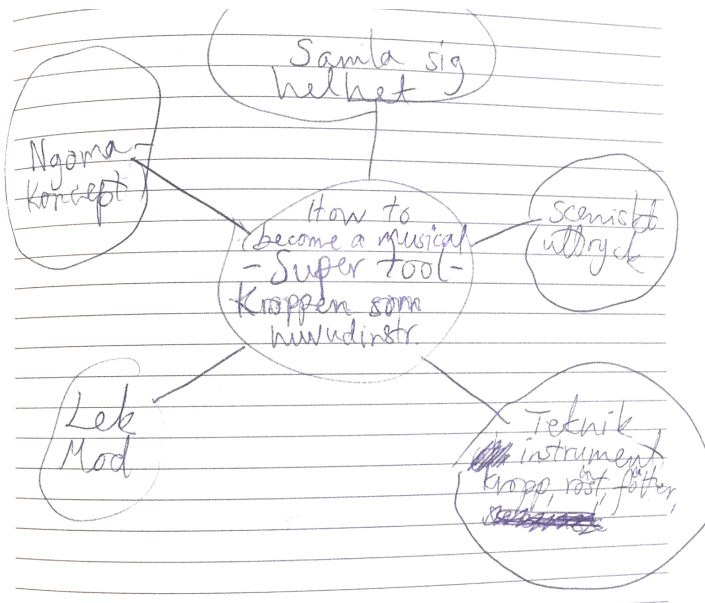 Samla sig
helhet
Ngoma-
koncept
How to
become a musical
- Super tool -
Kroppen som
huvudinstr.
Sceniskt
uttryck
Lek
Mod
Teknik
instrument
Kropp, röst, fötter,